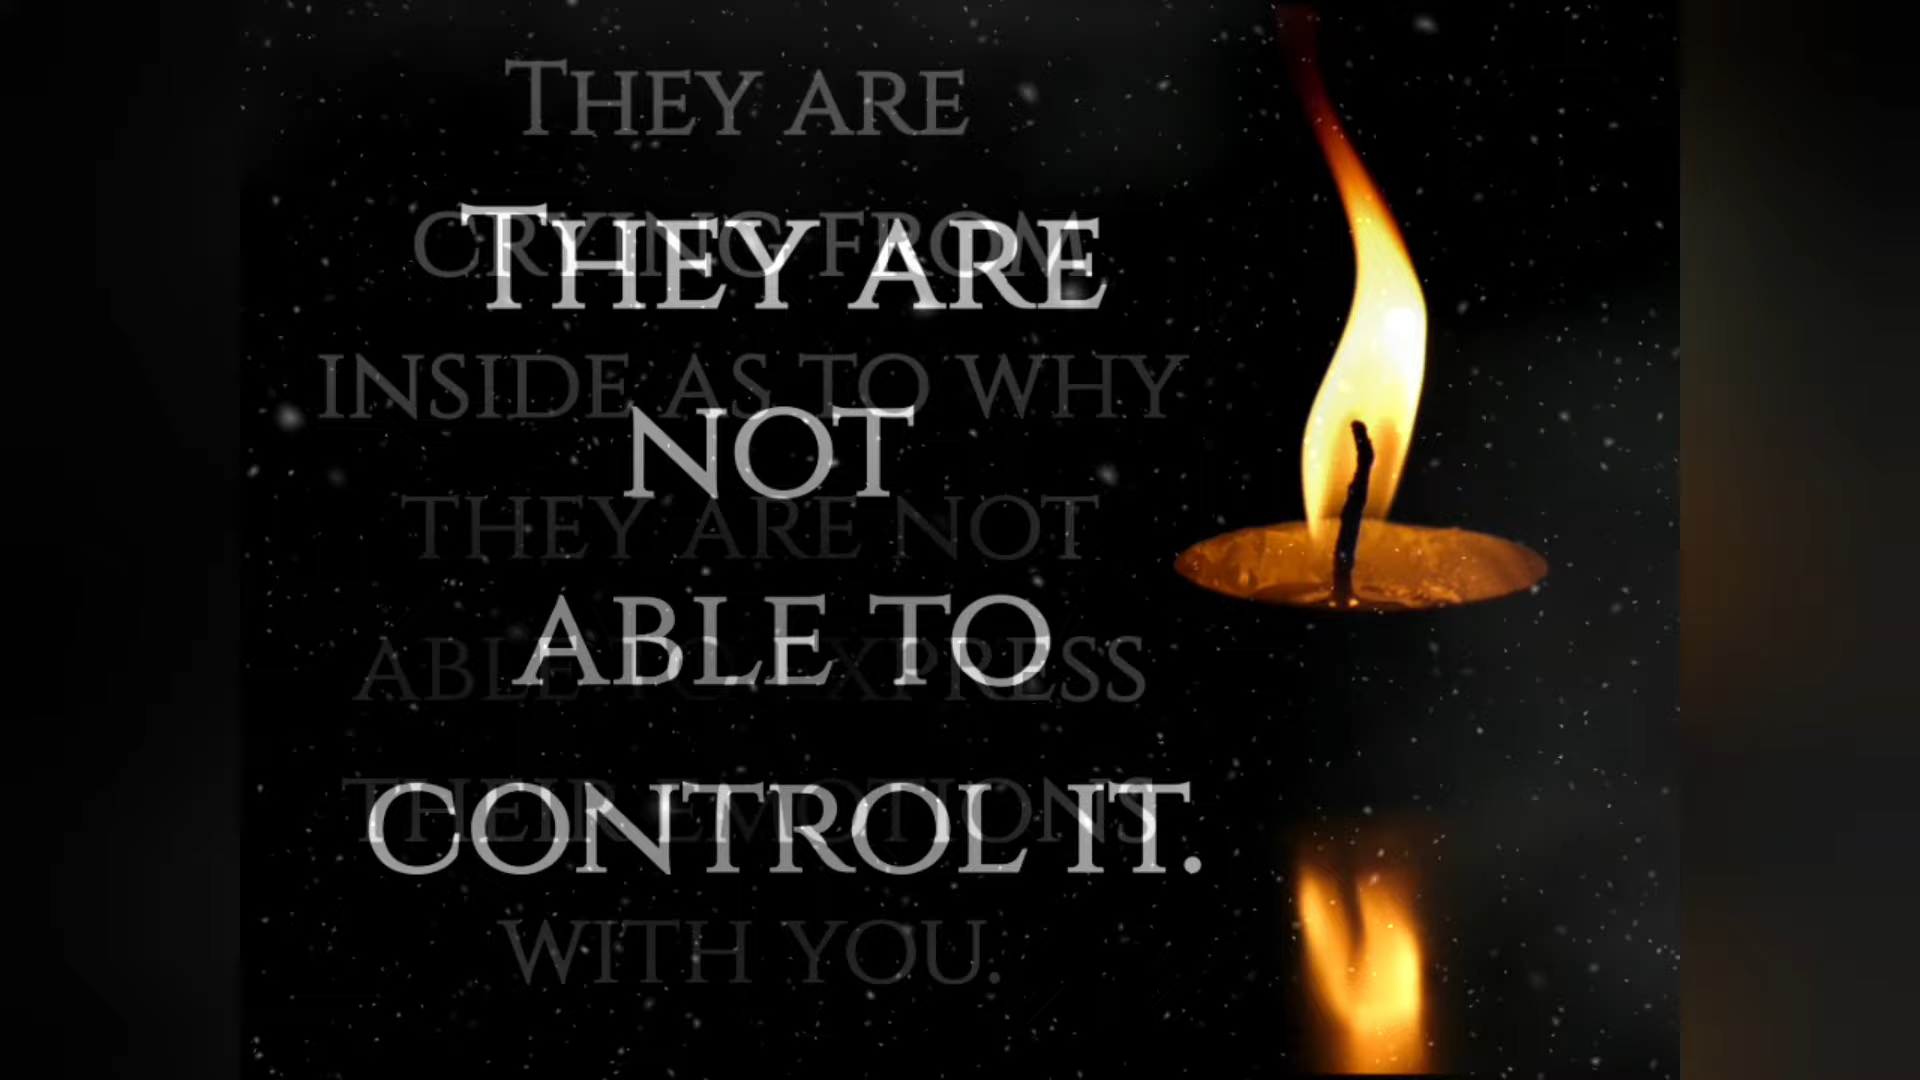 They are
crying from
inside as to why
they are not
able to express
their emotions
with you.
They are
not
able to
control it.